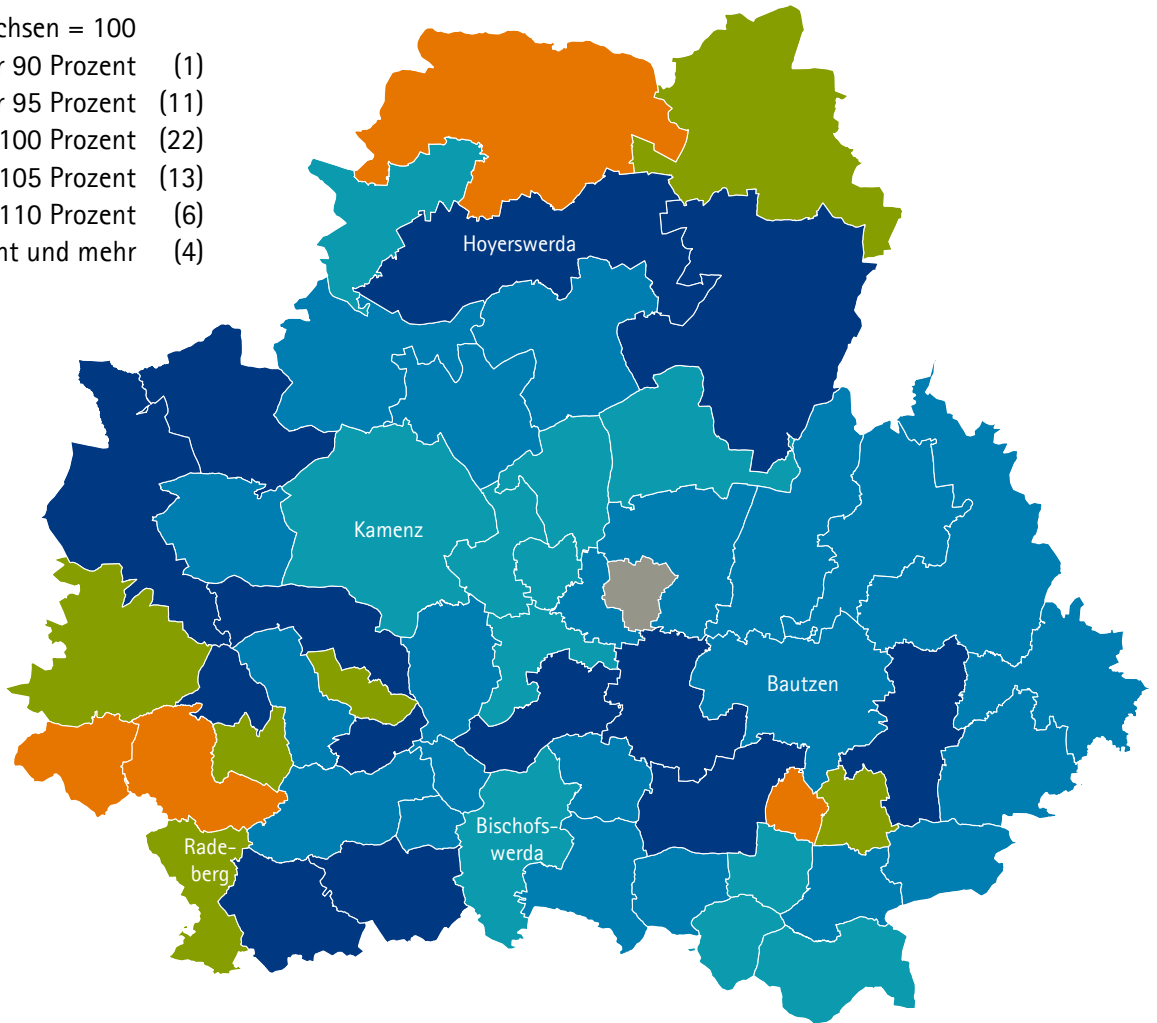 chsen = 100
90 Prozent (1)
95 Prozent (11)
100 Prozent (22)
105 Prozent (13)
110 Prozent (6)
und mehr (4)
Hoyerswerda
Kamenz
Bautzen
Bischofs-
werda
Rade-
berg